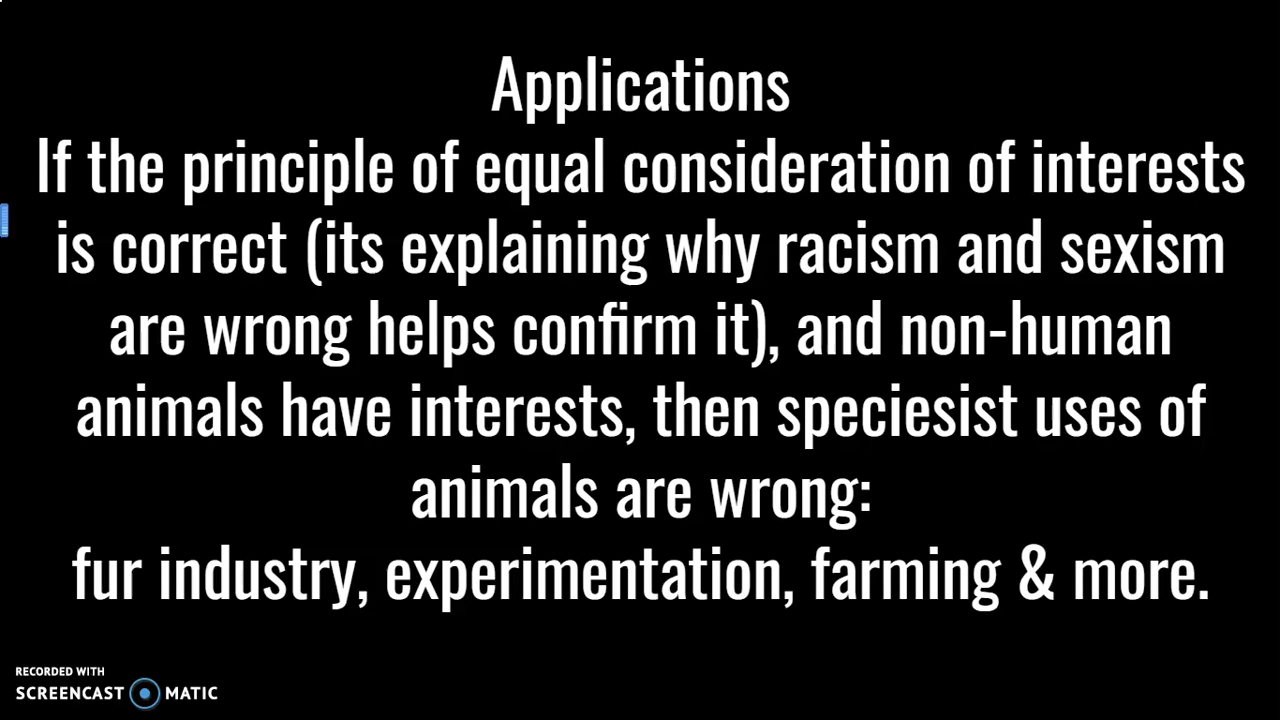 Applications
If the principle of equal consideration of interests
is correct (its explaining why racism and sexism
are wrong helps confirm it), and non-human
animals have interests, then speciesist uses of
animals are wrong:
fur industry, experimentation, farming & more.
RECORDED WITH
SCREENCAST MATIC